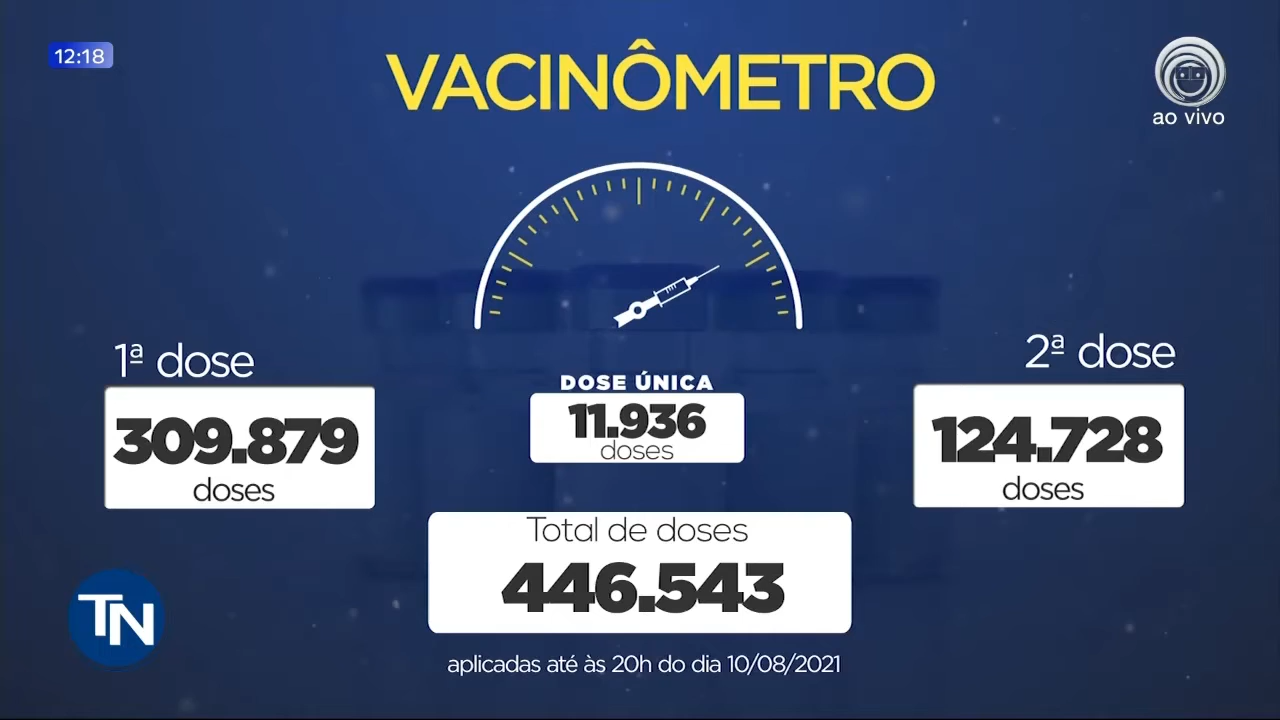 12:18
VACINÔMETRO
ao vivo
1ª dose
309.879
doses
DOSE ÚNICA
11.936
doses
2ª dose
124.728
doses
Total de doses
446.543
TN
aplicadas até às 20h do dia 10/08/2021